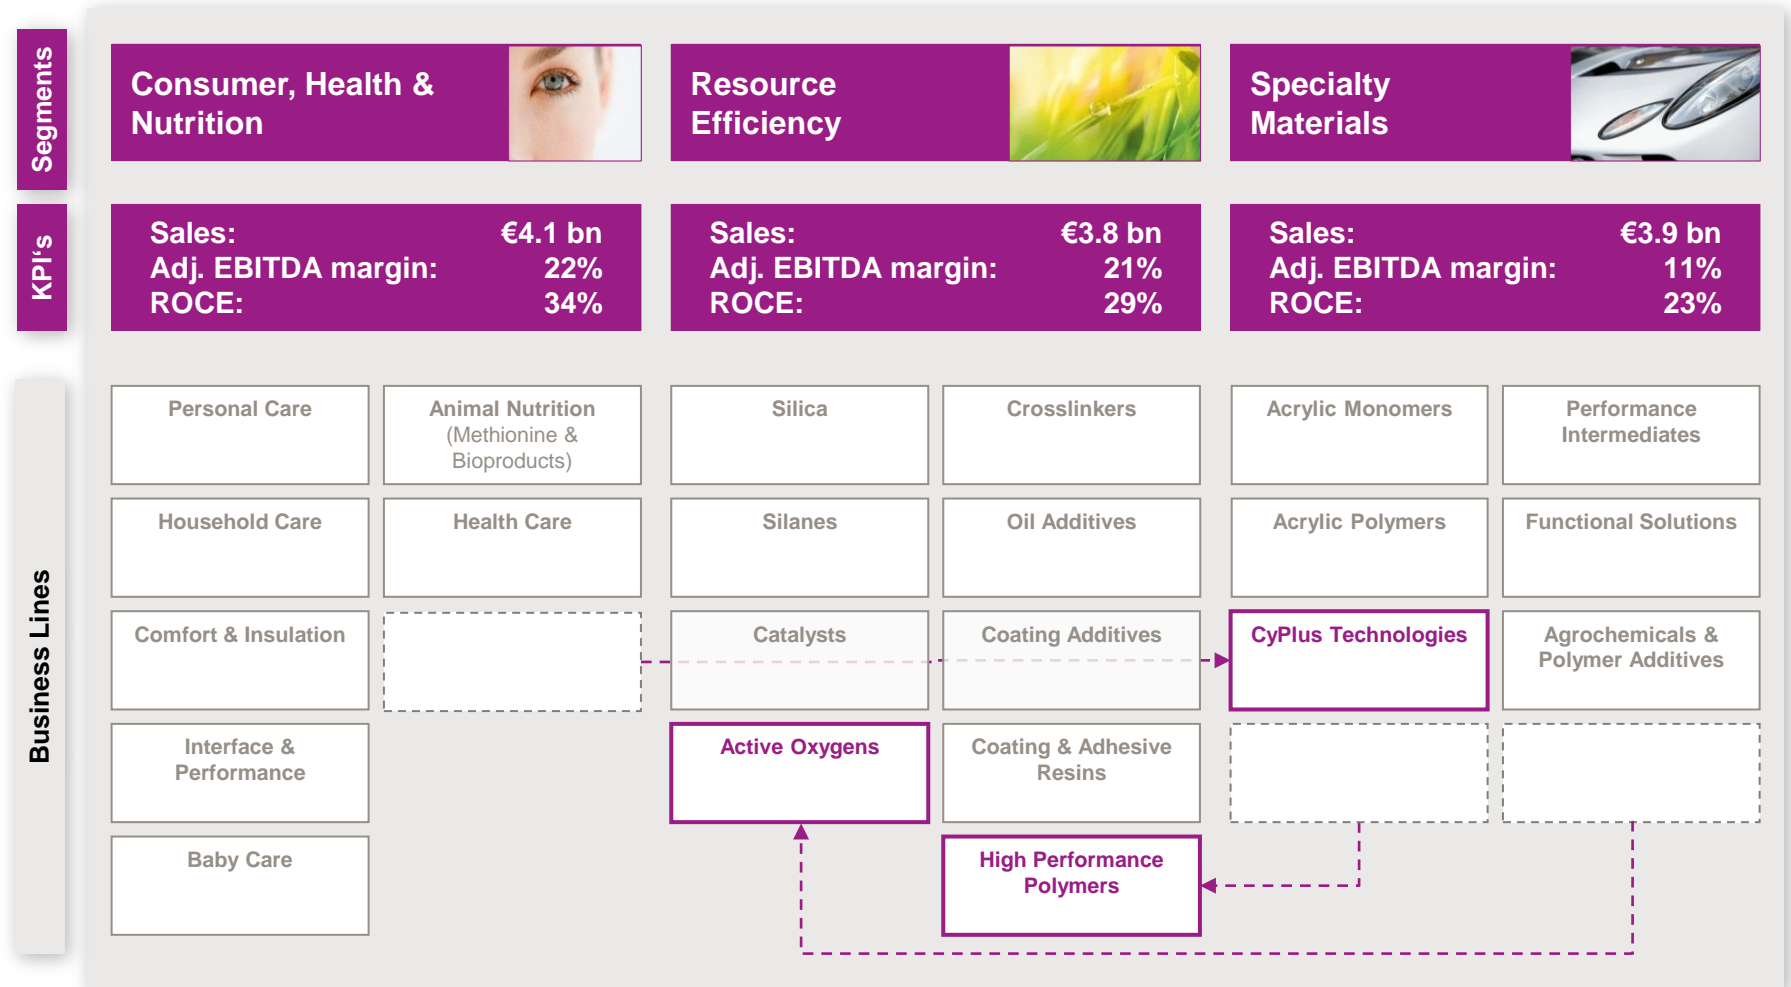 Segments
Consumer, Health &
Nutrition
Resource
Efficiency
Specialty
Materials
KPI‘s
Sales: €4.1 bn
Adj. EBITDA margin: 22%
ROCE: 34%
Sales: €3.8 bn
Adj. EBITDA margin: 21%
ROCE: 29%
Sales: €3.9 bn
Adj. EBITDA margin: 11%
ROCE: 23%
Business Lines
Personal Care
Animal Nutrition
(Methionine &
Bioproducts)
Silica
Crosslinkers
Acrylic Monomers
Performance
Intermediates
Household Care
Health Care
Silanes
Oil Additives
Acrylic Polymers
Functional Solutions
Comfort & Insulation
Catalysts
Coating Additives
CyPlus Technologies
Agrochemicals &
Polymer Additives
Interface &
Performance
Active Oxygens
Coating & Adhesive
Resins
Baby Care
High Performance
Polymers